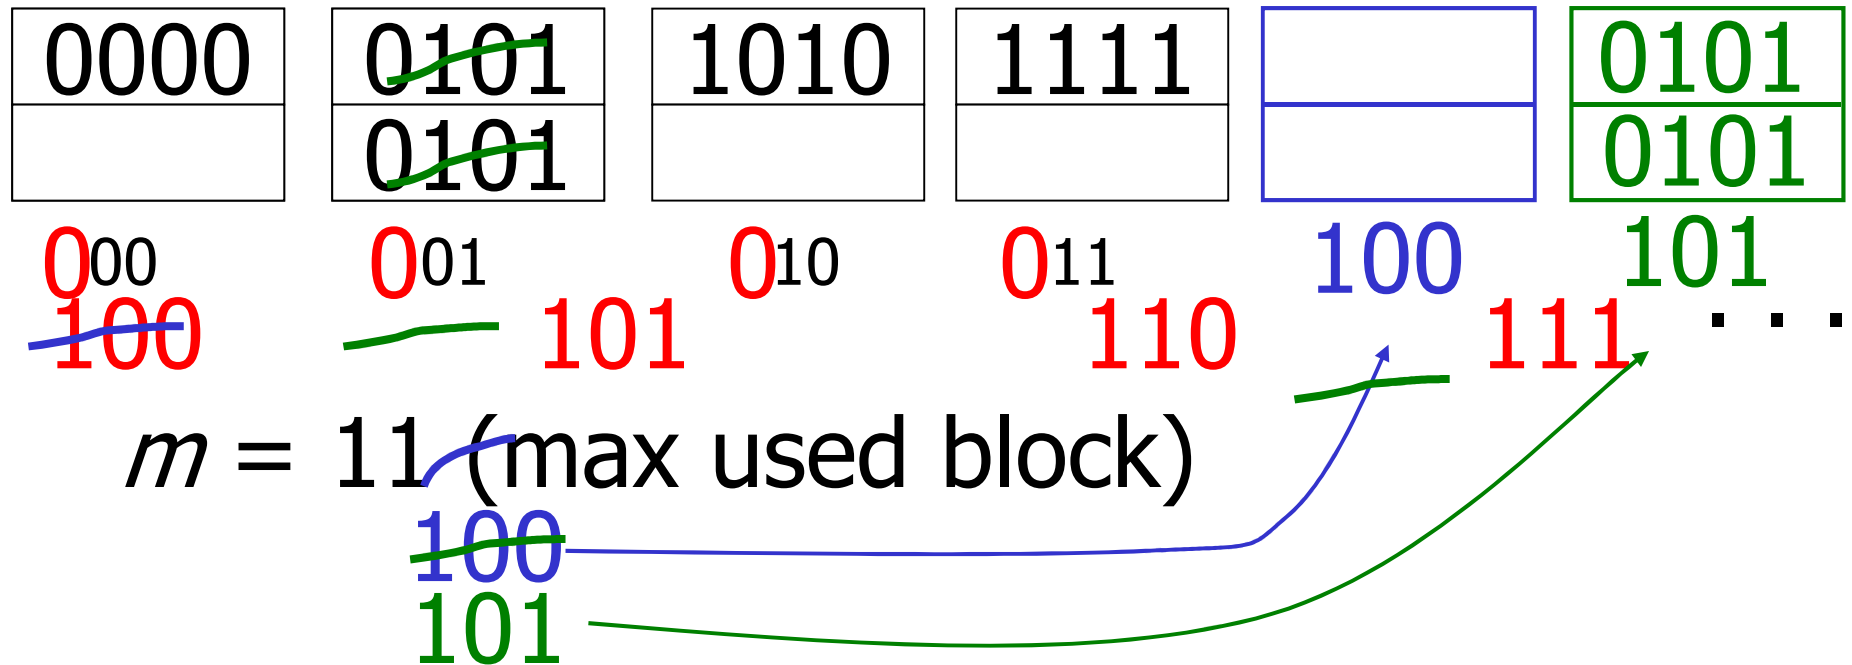 0000 0101 1010 1111 0101
0101 0101
000 001 010 011 100 101
100 101 110 111 . . .
m = 11 (max used block)
100
101